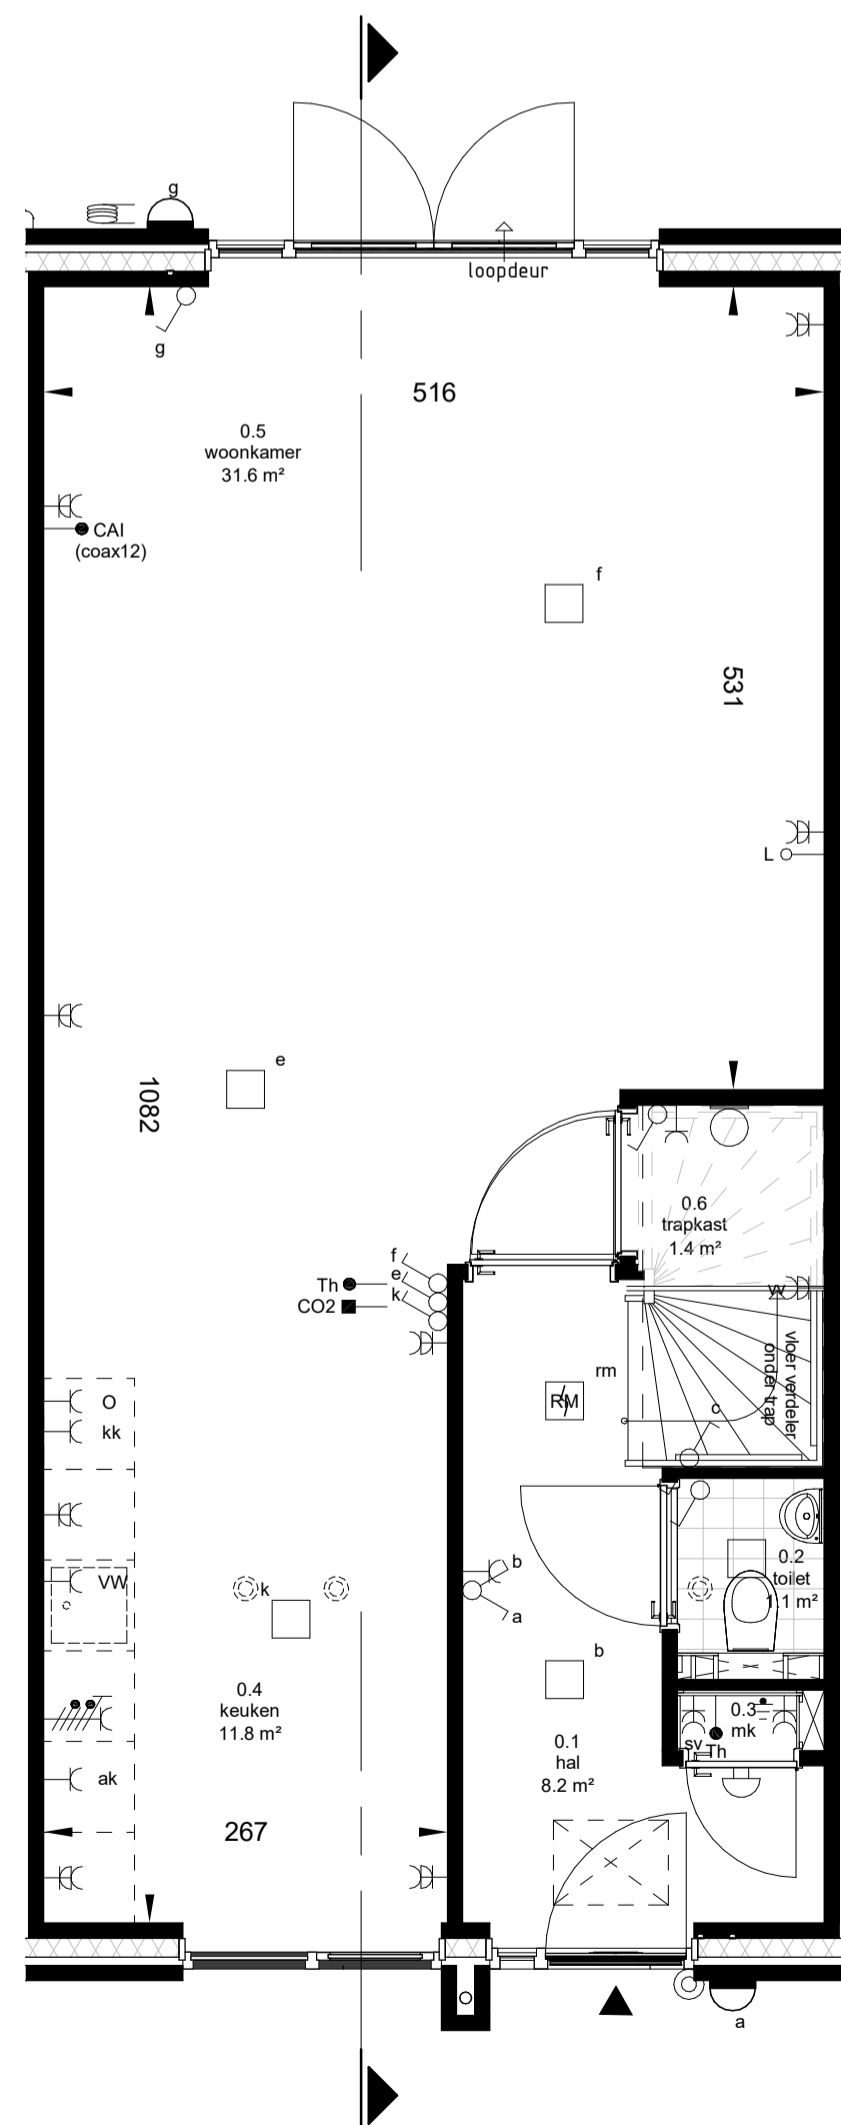 g
loopdeur
g
516
0.5
woonkamer
31.6 m²
CAI
(coax12)
f
531
L
e
1082
0.6
trapkast
1.4 m²
f
e
k
Th
CO2
vv
vloer verdeler
onder trap
rm
RM
c
O
kk
VW
k
b
a
0.2
toilet
1.1 m²
b
0.4
keuken
11.8 m²
0.3
mk
sv
Th
0.1
hal
8.2 m²
ak
267
a